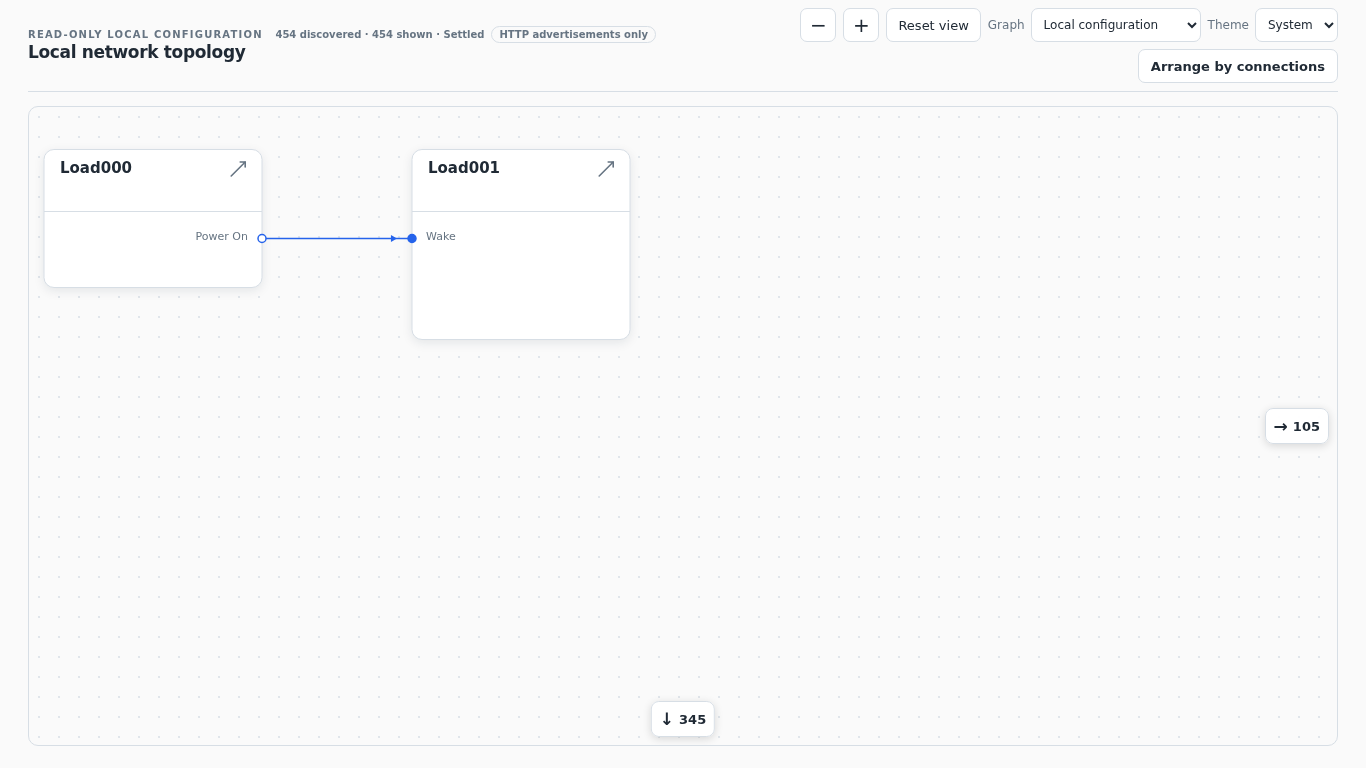 READ-ONLY LOCAL CONFIGURATION 454 discovered · 454 shown · Settled HTTP advertisements only
Local network topology
− + Reset view Graph Local configuration Theme System
Arrange by connections
Load000
Load001
Power On
Wake
→ 105
↓ 345